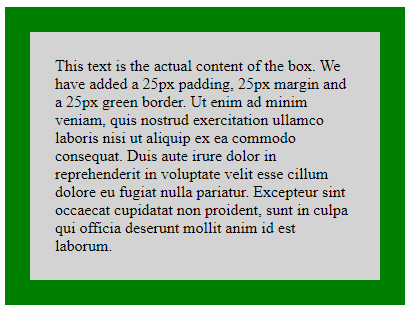 This text is the actual content of the box. We
have added a 25px padding, 25px margin and
a 25px green border. Ut enim ad minim
veniam, quis nostrud exercitation ullamco
laboris nisi ut aliquip ex ea commodo
consequat. Duis aute irure dolor in
reprehenderit in voluptate velit esse cillum
dolore eu fugiat nulla pariatur. Excepteur sint
occaecat cupidatat non proident, sunt in culpa
qui officia deserunt mollit anim id est
laborum.